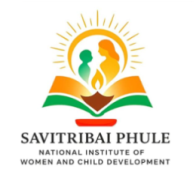 SAVITRIBAI PHULE
NATIONAL INSTITUTE OF
WOMEN AND CHILD DEVELOPMENT